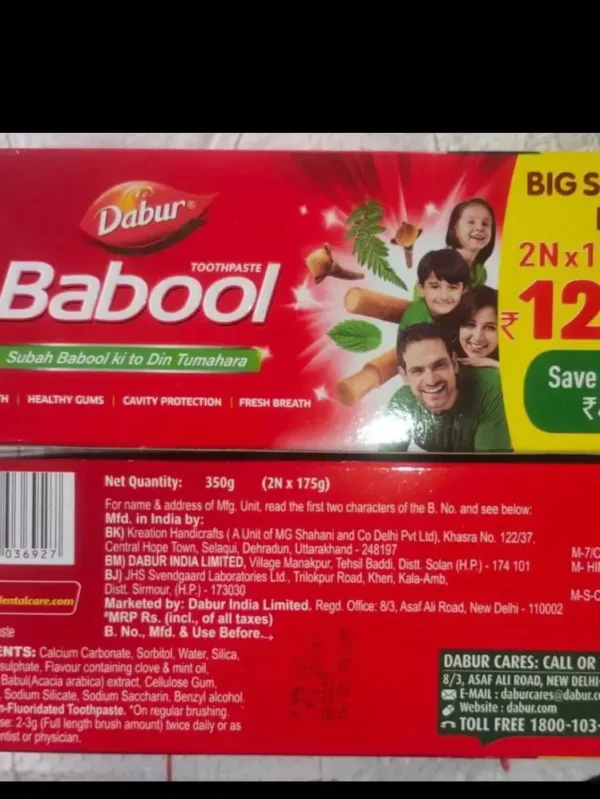 Dabur
TOOTHPASTE
Babool
Subah Babool ki to Din Tumahara
HEALTHY GUMS | CAVITY PROTECTION | FRESH BREATH
BIG S
2N x 1
₹12
Save
₹
036927
entalcare.com
Net Quantity: 350g (2N x 175g)
For name & address of Mfg. Unit, read the first two characters of the B. No. and see below:
Mfd. in India by:
BK) Kreation Handicrafts ( A Unit of MG Shahani and Co Delhi Pvt Ltd), Khasra No. 122/37,
Central Hope Town, Selaqui, Dehradun, Uttarakhand - 248197
BM) DABUR INDIA LIMITED, Village Manakpur, Tehsil Baddi, Distt. Solan (H.P.) - 174 101
BJ) JHS Svendgaard Laboratories Ltd., Trilokpur Road, Kheri, Kala-Amb,
Distt. Sirmour, (H.P.) - 173030
Marketed by: Dabur India Limited. Regd. Office: 8/3, Asaf Ali Road, New Delhi - 110002
*MRP Rs. (incl., of all taxes)
B. No., Mfd. & Use Before..
M-7/C
M- HI
M-S-C
ste
ENTS: Calcium Carbonate, Sorbitol, Water, Silica,
sulphate, Flavour containing clove & mint oil,
Babul(Acacia arabica) extract, Cellulose Gum,
Sodium Silicate, Sodium Saccharin, Benzyl alcohol.
n-Fluoridated Toothpaste. *On regular brushing.
se: 2-3g (Full length brush amount) twice daily or as
ntist or physician.
DABUR CARES: CALL OR
8/3, ASAF ALI ROAD, NEW DELHI-
E-MAIL : daburcares@dabur.co
Website : dabur.com
TOLL FREE 1800-103-